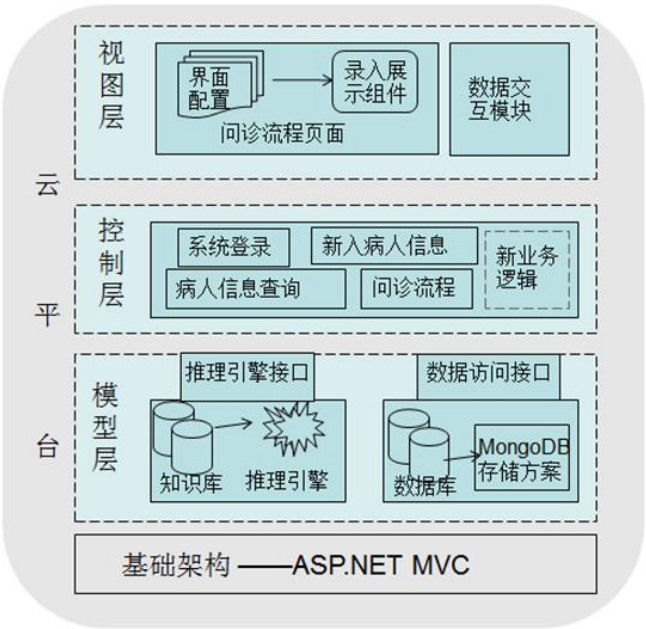 视图层
界面
配置
录入展
示组件
问诊流程页面
数据交
互模块
云平台
控制层
系统登录
新入病人信息
病人信息查询
问诊流程
新业务
逻辑
模型层
推理引擎接口
知识库
推理引擎
数据访问接口
数据库
MongoDB
存储方案
基础架构 ——ASP.NET MVC